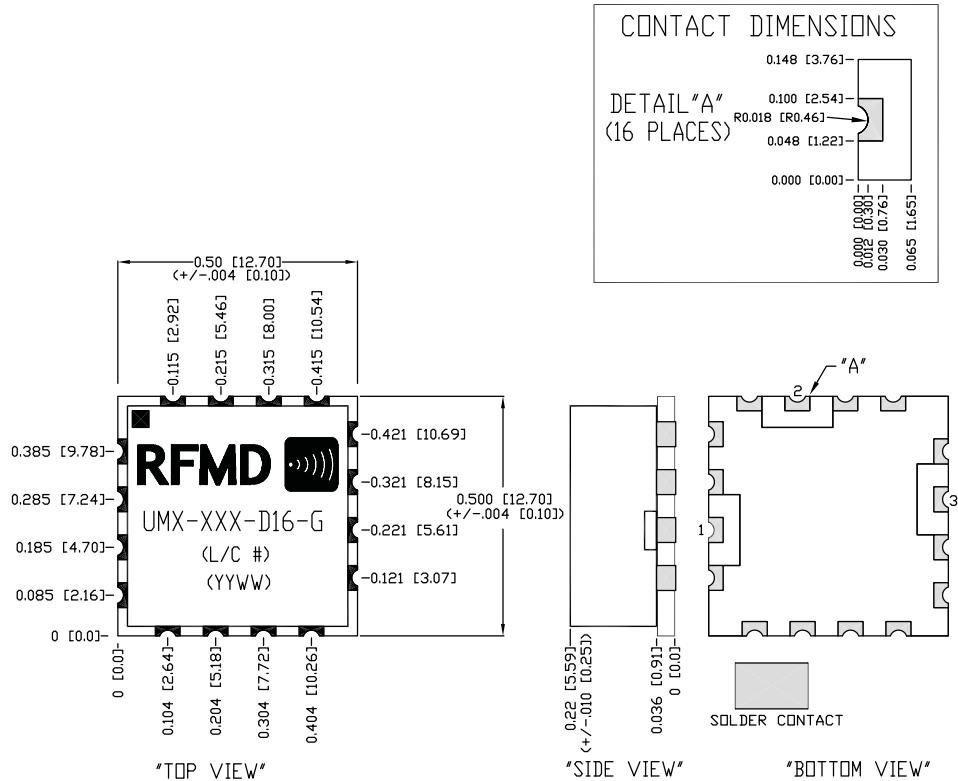 CONTACT DIMENSIONS
0.148 [3.76]
DETAIL"A"
(16 PLACES)
0.100 [2.54]
R0.018 [R0.46]
0.048 [1.22]
0.000 [0.00]
0.000 [0.00]
0.012 [0.30]
0.030 [0.76]
0.065 [1.65]
0.50 [12.70]
(+/-.004 [0.10])
0.115 [2.92]
0.215 [5.46]
0.315 [8.00]
0.415 [10.54]
0.385 [9.78]
0.285 [7.24]
0.185 [4.70]
0.085 [2.16]
0 [0.0]
RFMD
UMX-XXX-D16-G
(L/C #)
(YYWW)
0.421 [10.69]
0.321 [8.15]
0.221 [5.61]
0.121 [3.07]
0.500 [12.70]
(+/-.004 [0.10])
0 [0.0]
0.104 [2.64]
0.204 [5.18]
0.304 [7.72]
0.404 [10.26]
"TOP VIEW"
0.22 [5.59]
(+/-.010 [0.25])
0.036 [0.91]
0 [0.0]
"SIDE VIEW"
"A"
2
1
3
SOLDER CONTACT
"BOTTOM VIEW"